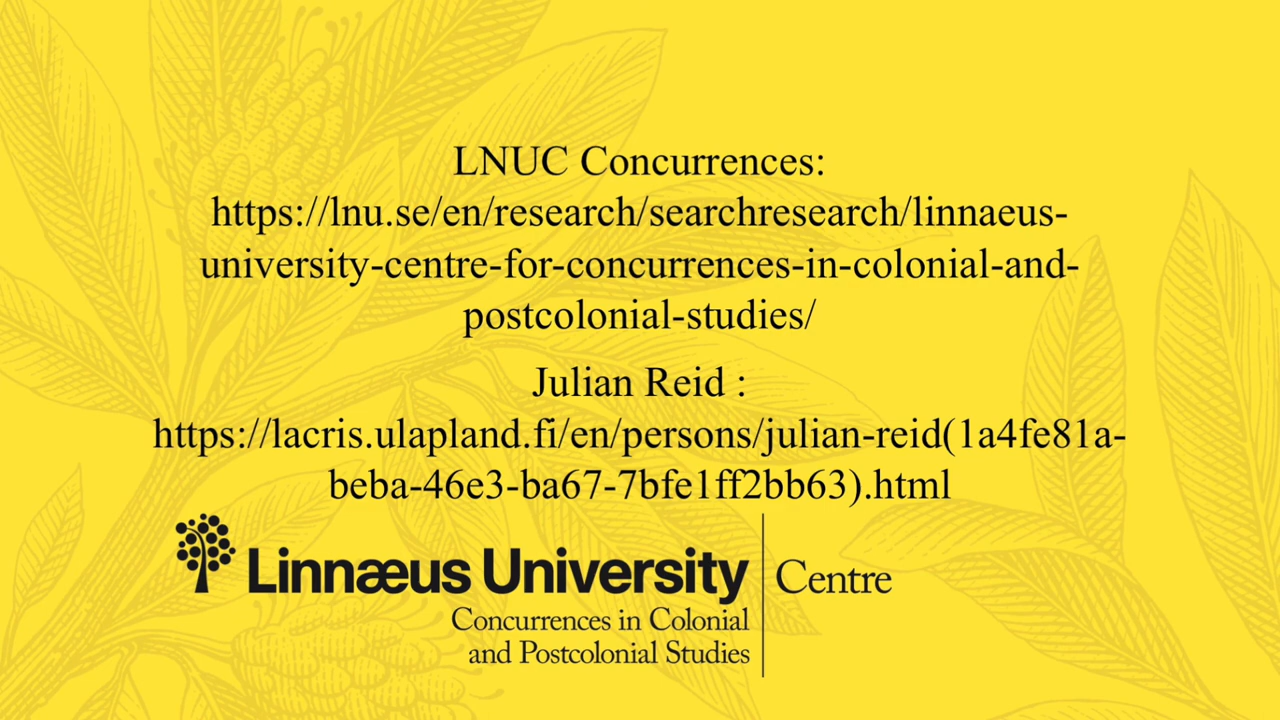 LNUC Concurrences:
https://lnu.se/en/research/searchresearch/linnaeus-
university-centre-for-concurrences-in-colonial-and-
postcolonial-studies/
Julian Reid :
https://lacris.ulapland.fi/en/persons/julian-reid(1a4fe81a-
beba-46e3-ba67-7bfe1ff2bb63).html
Linnæus University Centre
Concurrences in Colonial
and Postcolonial Studies